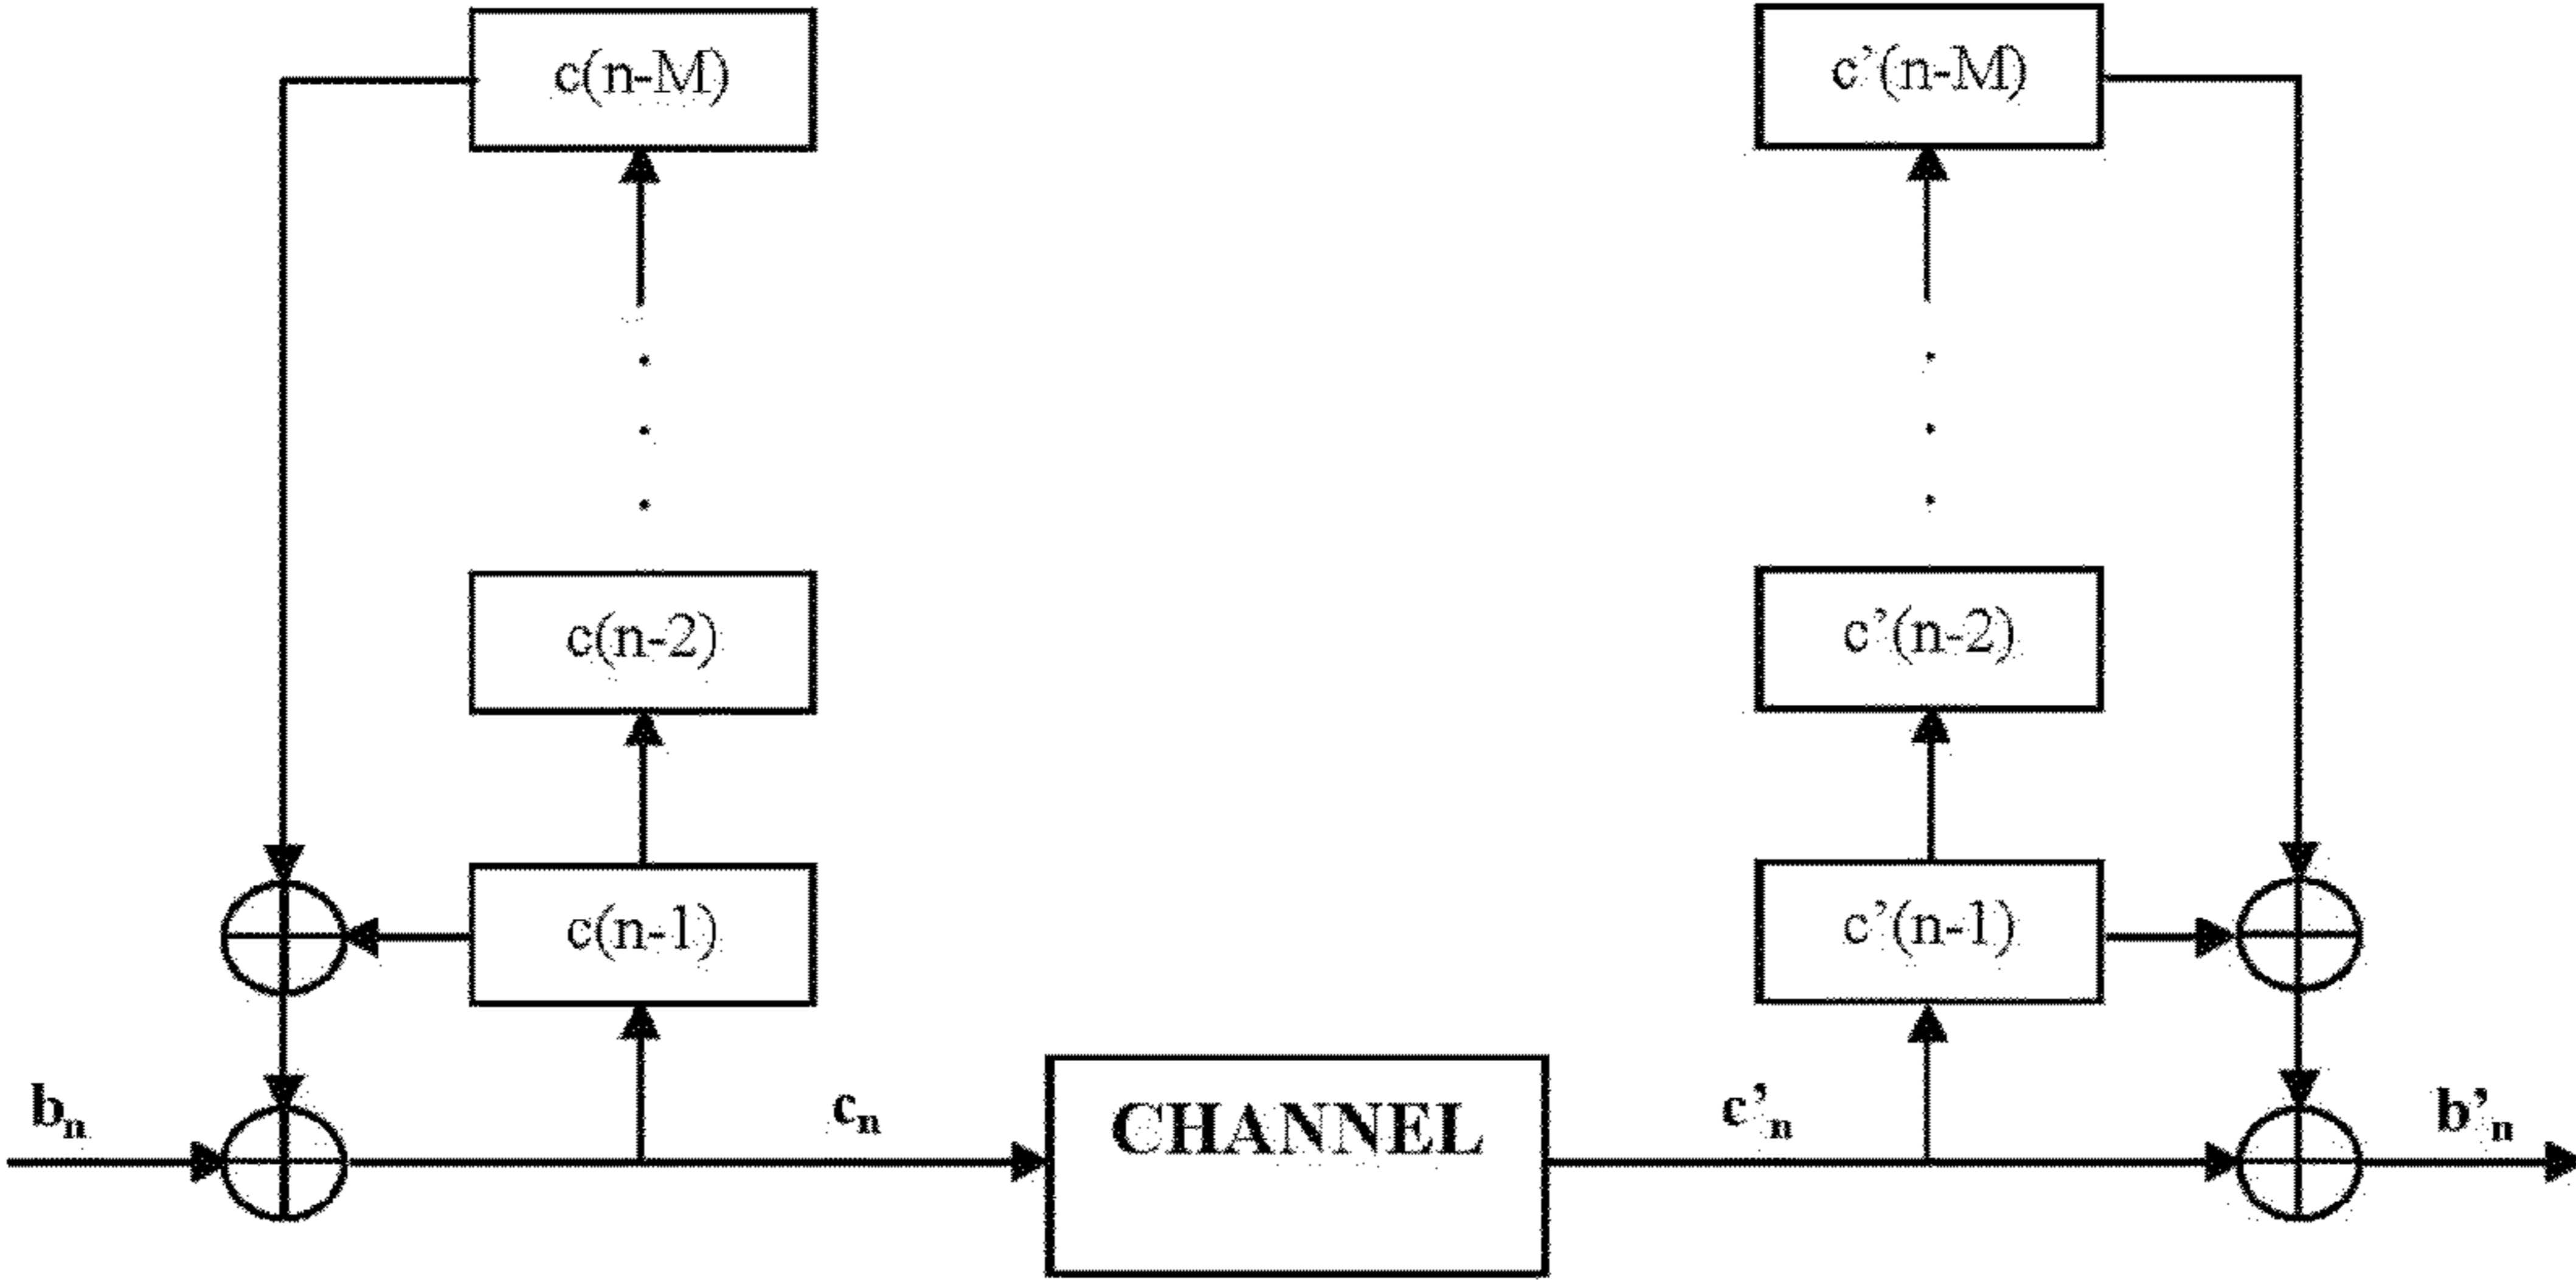 c(n-M)
c’(n-M)
c(n-2)
c’(n-2)
c(n-1)
c’(n-1)
bn
cn
CHANNEL
c’n
b’n